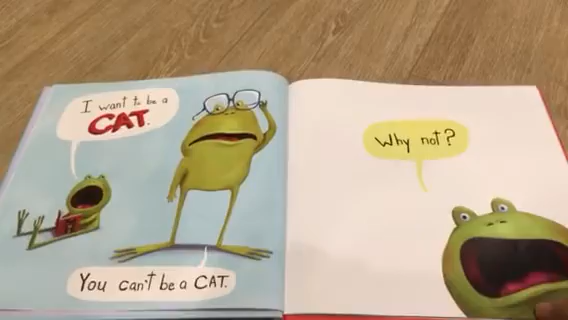 I want to be a
CAT.
You can't be a CAT.
Why not?